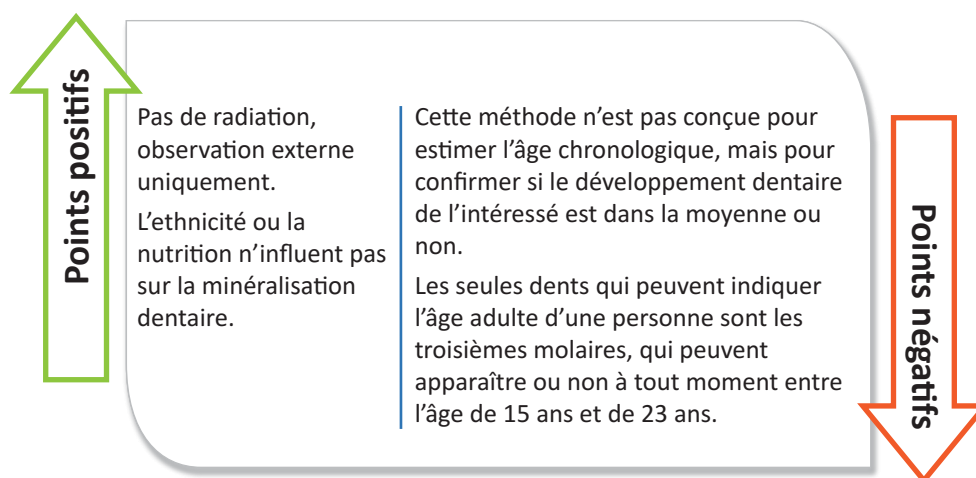 Points positifs
Pas de radiation,
observation externe
uniquement.
L’ethnicité ou la
nutrition n’influent pas
sur la minéralisation
dentaire.
Cette méthode n’est pas conçue pour
estimer l’âge chronologique, mais pour
confirmer si le développement dentaire
de l’intéressé est dans la moyenne ou
non.
Les seules dents qui peuvent indiquer
l’âge adulte d’une personne sont les
troisièmes molaires, qui peuvent
apparaître ou non à tout moment entre
l’âge de 15 ans et de 23 ans.
Points négatifs